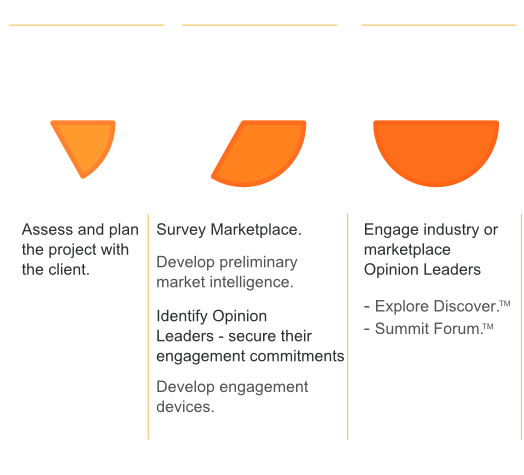 Assess and plan
the project with
the client.
Survey Marketplace.
Develop preliminary
market intelligence.
Identify Opinion
Leaders - secure their
engagement commitments
Develop engagement
devices.
Engage industry or
marketplace
Opinion Leaders
- Explore Discover.™
- Summit Forum.™